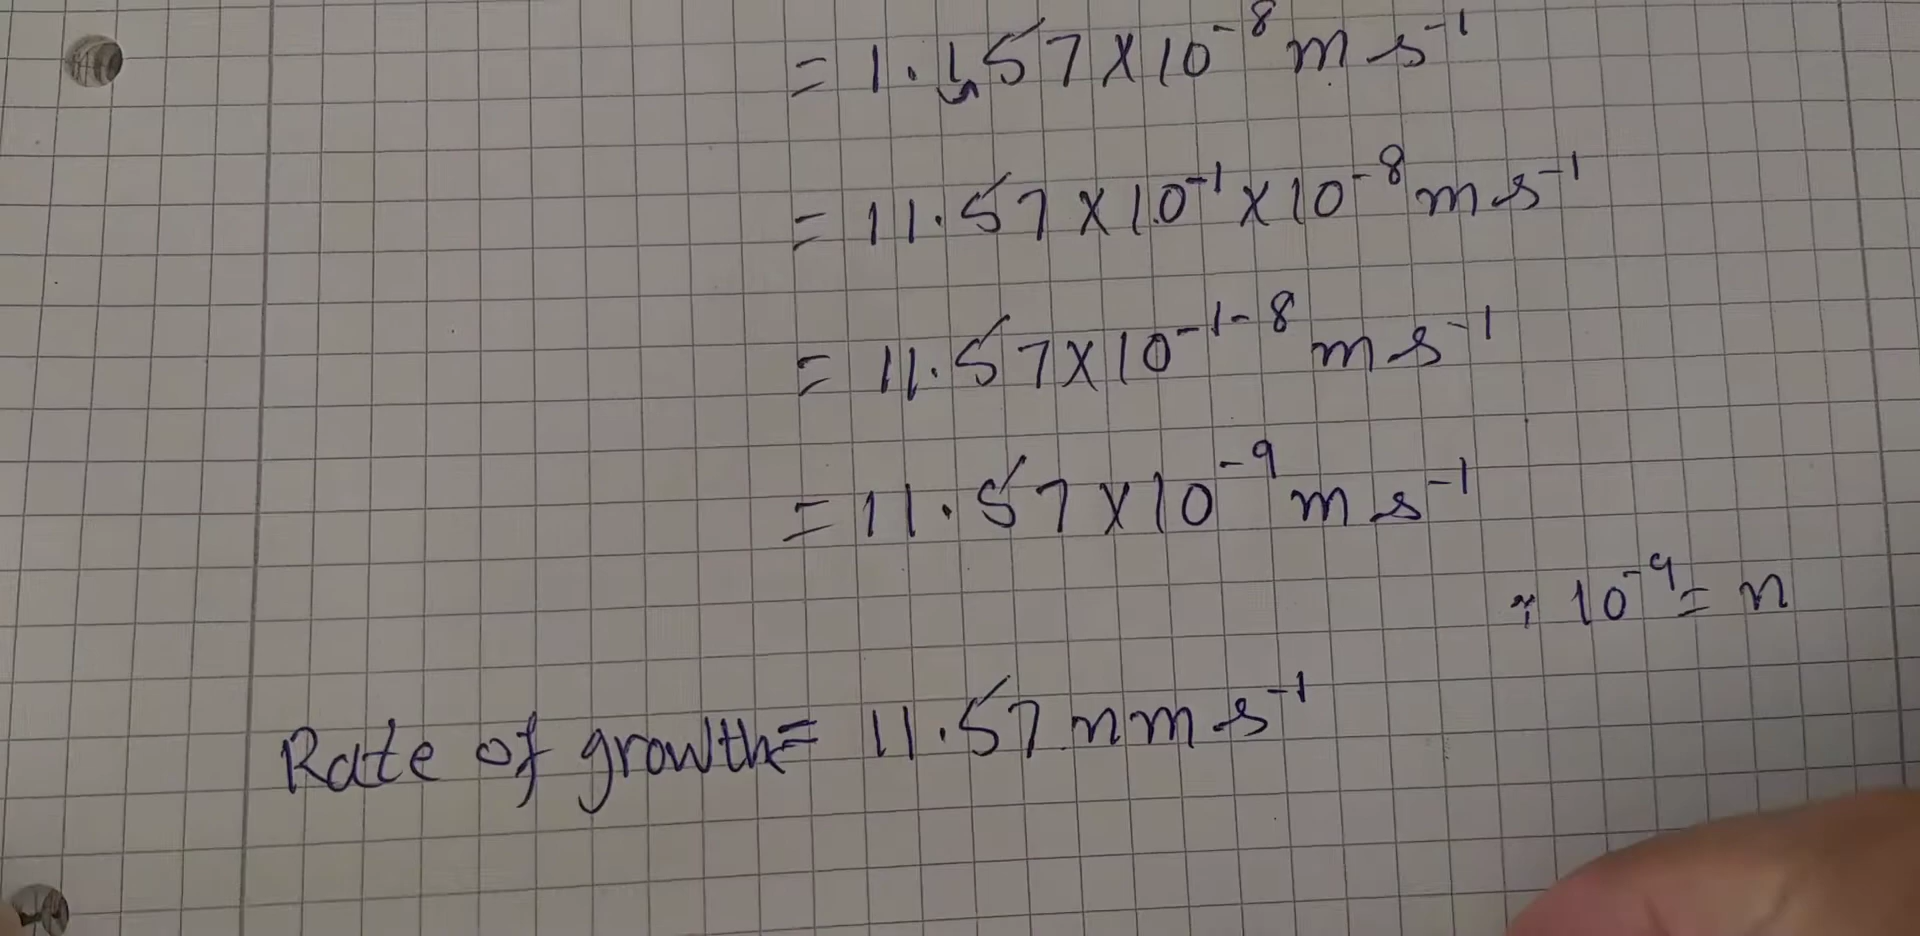 = 1.157 × 10⁻⁸ m s⁻¹
= 11.57 × 10⁻¹ × 10⁻⁸ m s⁻¹
= 11.57 × 10⁻¹⁻⁸ m s⁻¹
= 11.57 × 10⁻⁹ m s⁻¹
∵ 10⁻⁹ = n
Rate of growth = 11.57 nm s⁻¹